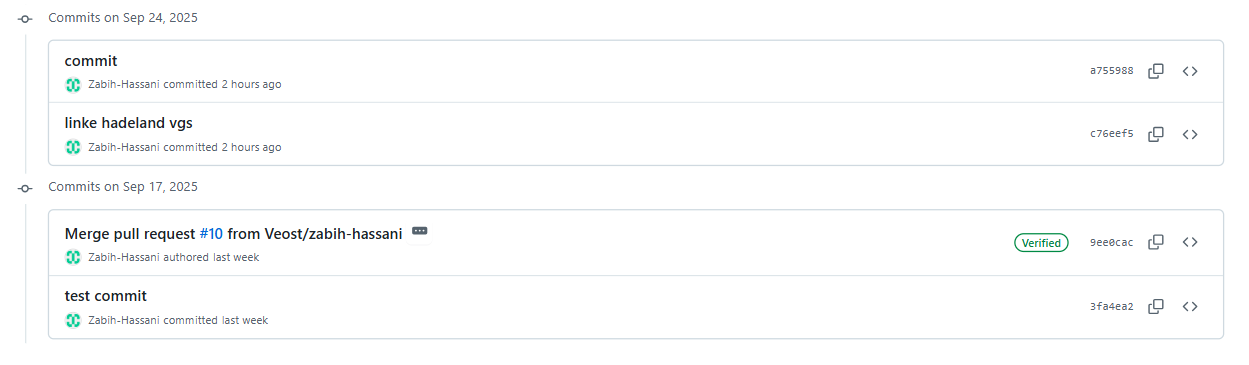 Commits on Sep 24, 2025
commit
Zabih-Hassani committed 2 hours ago
a755988
linke hadeland vgs
Zabih-Hassani committed 2 hours ago
c76eef5
Commits on Sep 17, 2025
Merge pull request #10 from Veost/zabih-hassani
Zabih-Hassani authored last week
Verified 9ee0cac
test commit
Zabih-Hassani committed last week
3fa4ea2